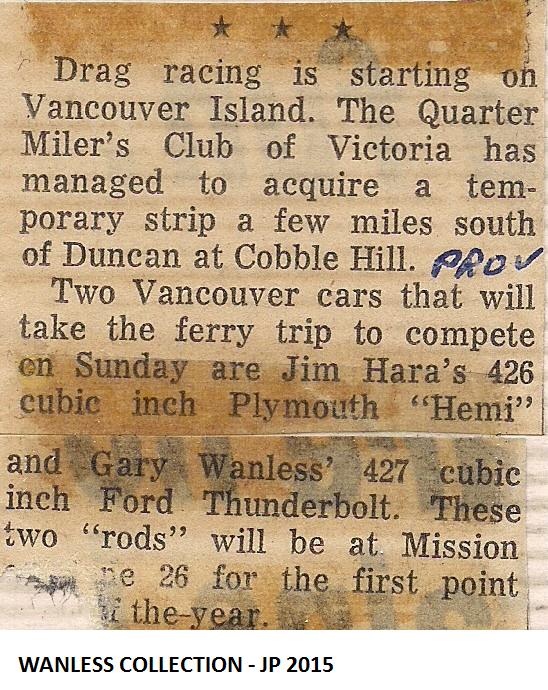 ★ ★ ★
Drag racing is starting on
Vancouver Island. The Quarter
Miler's Club of Victoria has
managed to acquire a tem-
porary strip a few miles south
of Duncan at Cobble Hill. PROV
Two Vancouver cars that will
take the ferry trip to compete
on Sunday are Jim Hara's 426
cubic inch Plymouth “Hemi”
and Gary Wanless' 427 cubic
inch Ford Thunderbolt. These
two “rods” will be at Mission
26 for the first point
the-year.
WANLESS COLLECTION - JP 2015